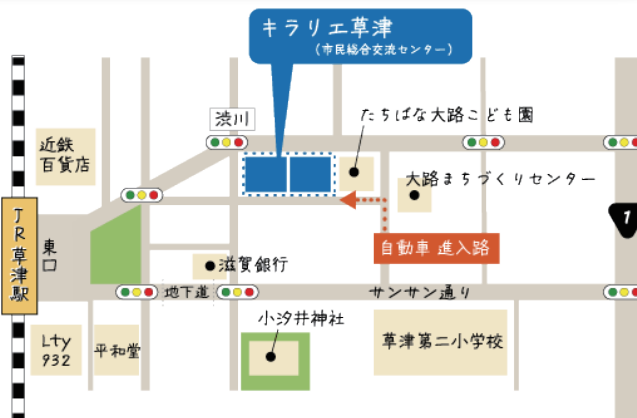 キラリエ草津
(市民総合交流センター)
渋川
たちばな大路こども園
近鉄
百貨店
大路まちづくりセンター
JR草津駅
東口
1
自動車 進入路
滋賀銀行
地下道
サンサン通り
小汐井神社
Lty
932
平和堂
草津第二小学校